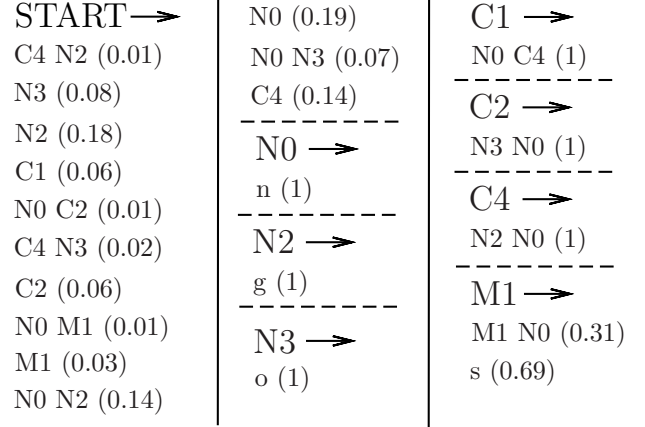 START
C4 N2 (0.01)
N3 (0.08)
N2 (0.18)
C1 (0.06)
N0 C2 (0.01)
C4 N3 (0.02)
C2 (0.06)
N0 M1 (0.01)
M1 (0.03)
N0 N2 (0.14)
N0 (0.19)
N0 N3 (0.07)
C4 (0.14)
N0
n (1)
N2
g (1)
N3
o (1)
C1
N0 C4 (1)
C2
N3 N0 (1)
C4
N2 N0 (1)
M1
M1 N0 (0.31)
s (0.69)